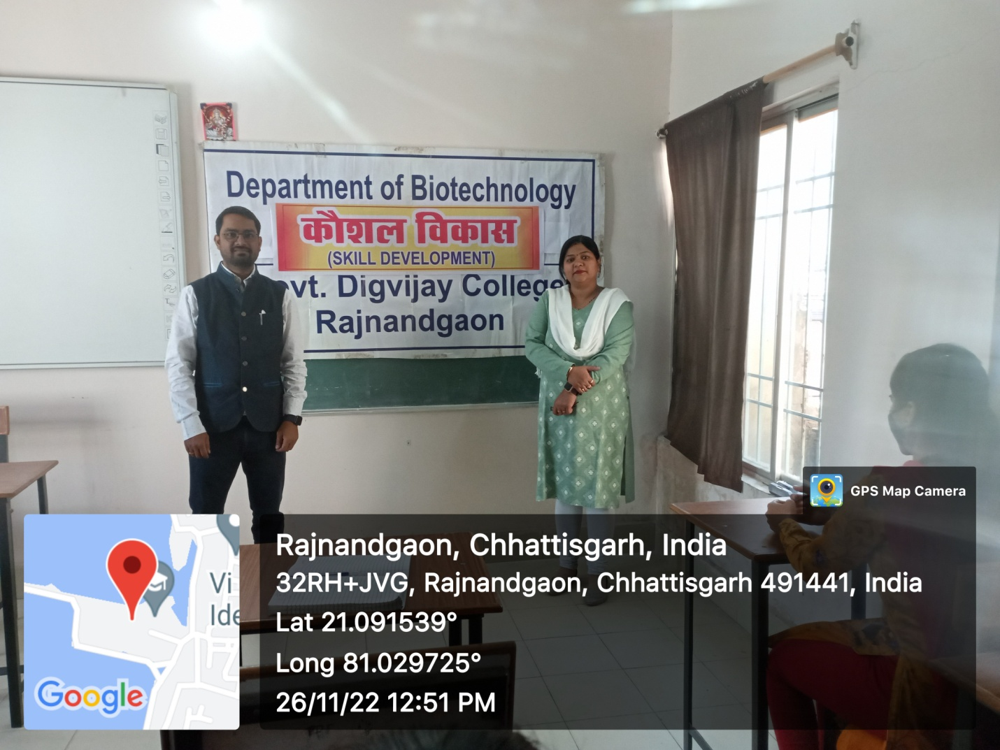 Department of Biotechnology
कौशल विकास
(SKILL DEVELOPMENT)
vt. Digvijay College
Rajnandgaon
GPS Map Camera
Rajnandgaon, Chhattisgarh, India
32RH+JVG, Rajnandgaon, Chhattisgarh 491441, India
Lat 21.091539°
Long 81.029725°
26/11/22 12:51 PM
Vi
Ide
Google